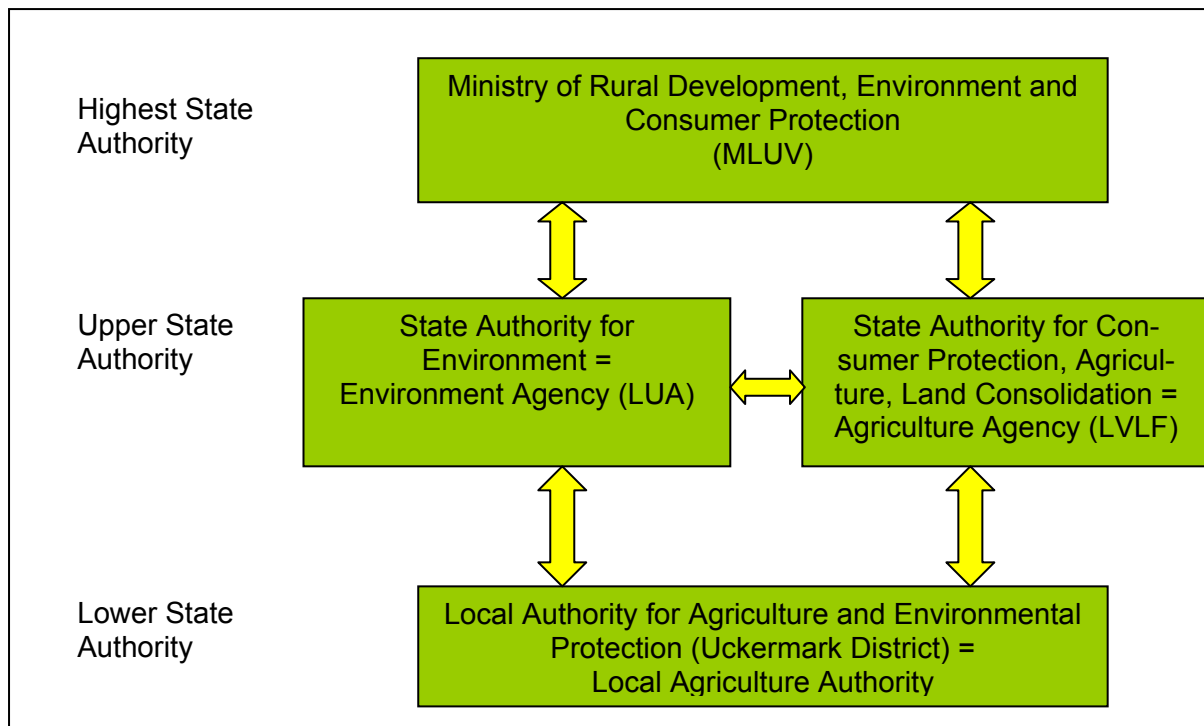 Highest State
Authority
Ministry of Rural Development, Environment and
Consumer Protection
(MLUV)
Upper State
Authority
State Authority for
Environment =
Environment Agency (LUA)
State Authority for Con-
sumer Protection, Agricul-
ture, Land Consolidation =
Agriculture Agency (LVLF)
Lower State
Authority
Local Authority for Agriculture and Environmental
Protection (Uckermark District) =
Local Agriculture Authority